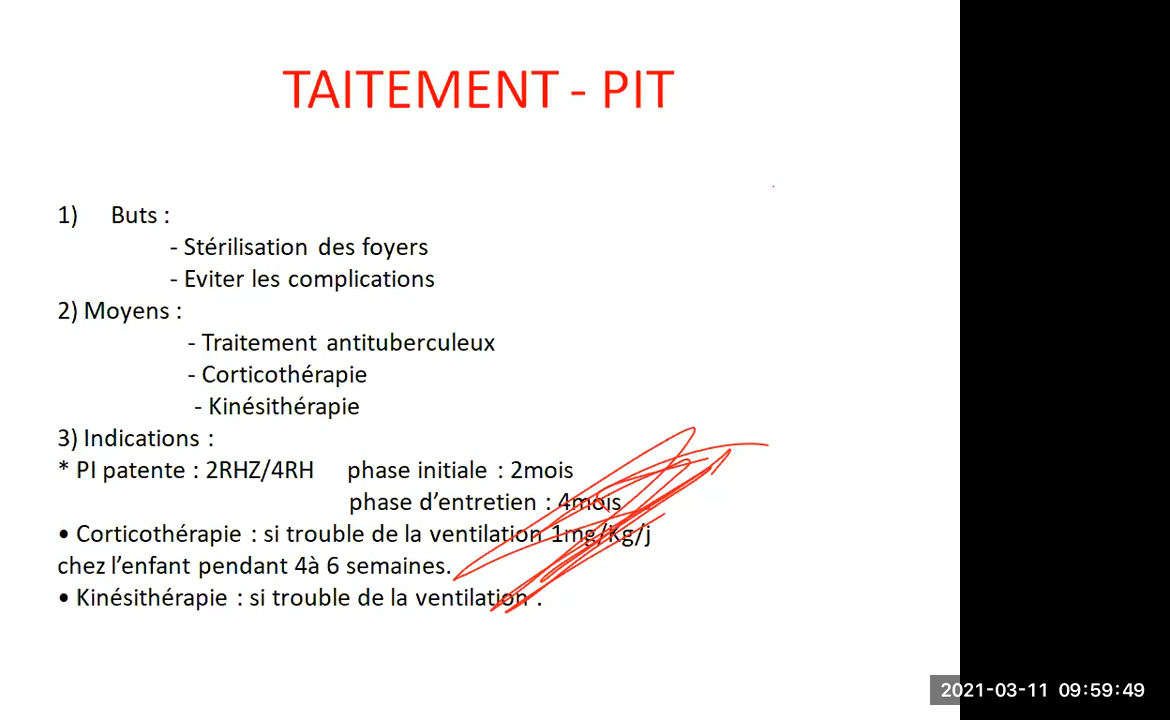 TAITEMENT - PIT
1) Buts :
- Stérilisation des foyers
- Eviter les complications
2) Moyens :
- Traitement antituberculeux
- Corticothérapie
- Kinésithérapie
3) Indications :
* PI patente : 2RHZ/4RH phase initiale : 2mois
phase d’entretien : 4mois
• Corticothérapie : si trouble de la ventilation 1mg/Kg/j
chez l’enfant pendant 4à 6 semaines.
• Kinésithérapie : si trouble de la ventilation .
2021-03-11 09:59:49